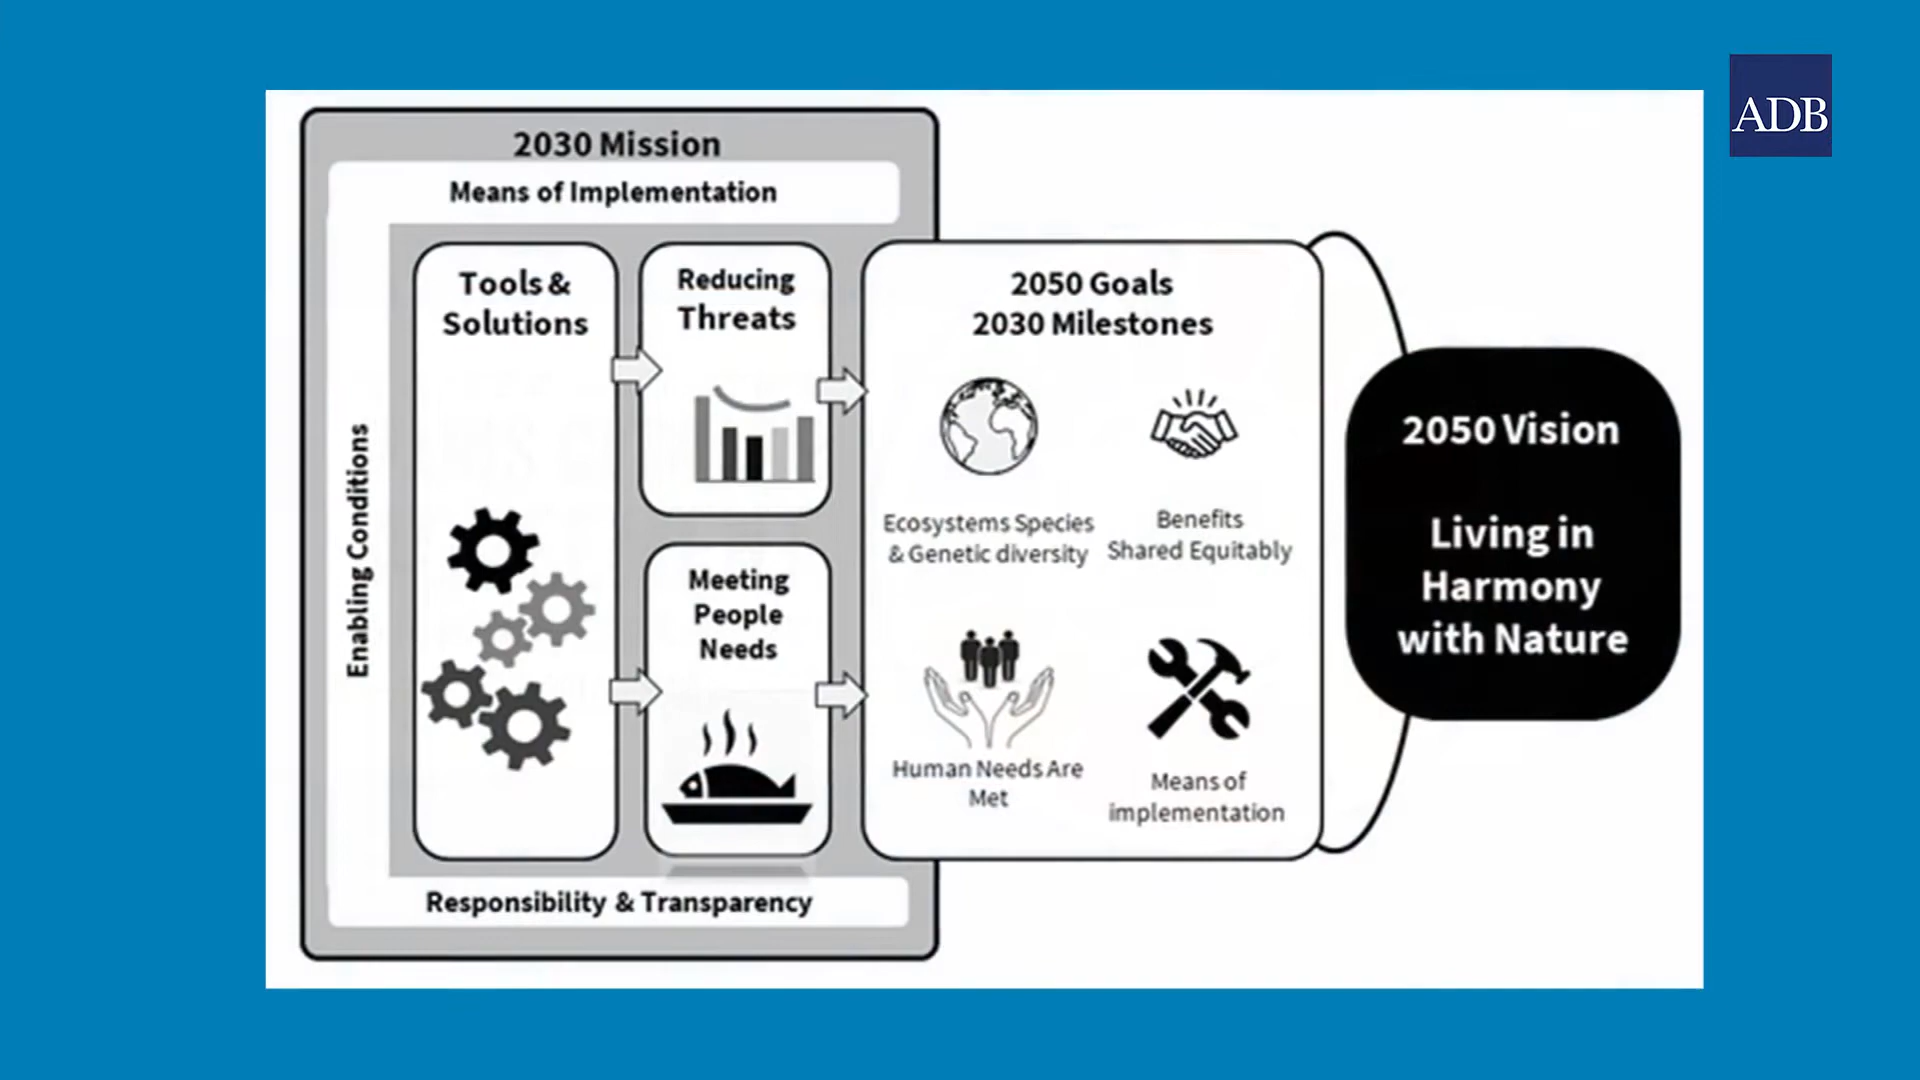 ADB
2030 Mission
Means of Implementation
Enabling Conditions
Tools &
Solutions
Reducing
Threats
Meeting
People
Needs
Responsibility & Transparency
2050 Goals
2030 Milestones
Ecosystems Species
& Genetic diversity
Benefits
Shared Equitably
Human Needs Are
Met
Means of
implementation
2050 Vision
Living in
Harmony
with Nature